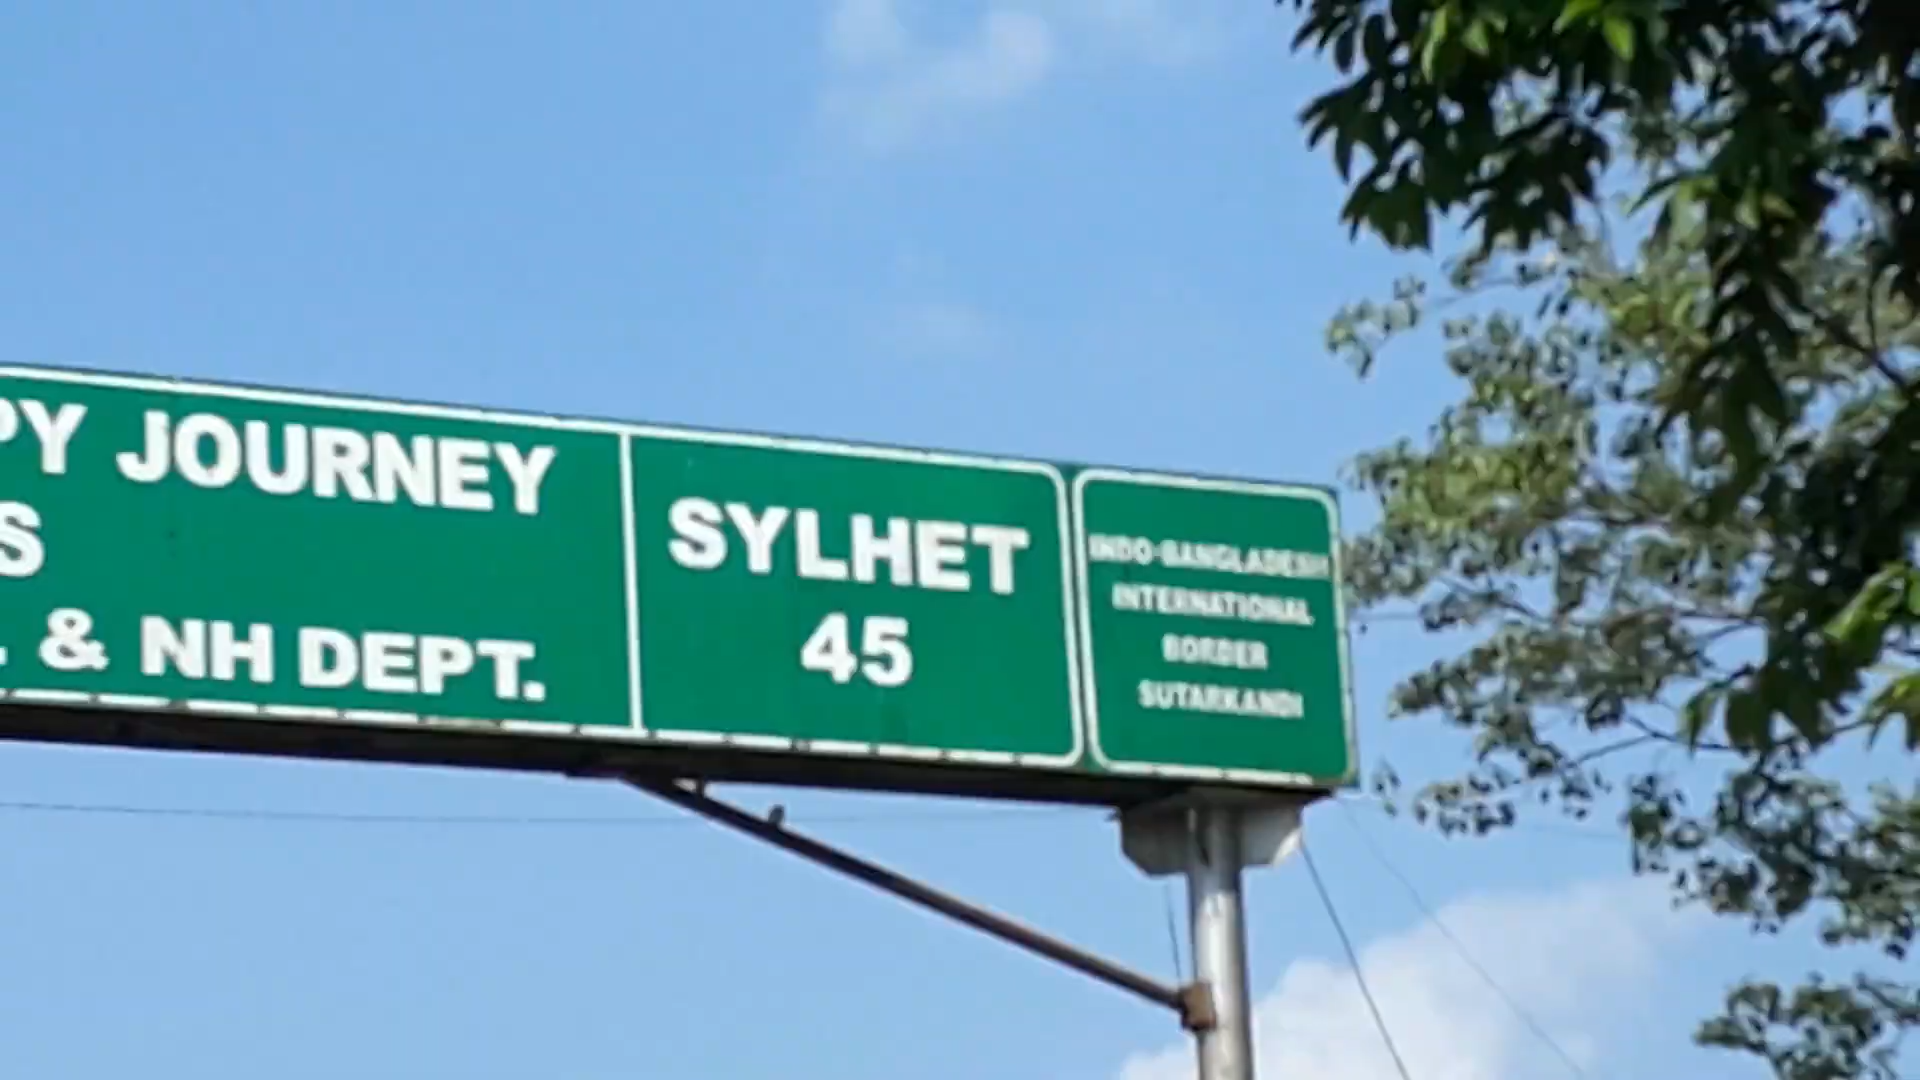 PY JOURNEY
S
. & NH DEPT.
SYLHET
45
INDO-BANGLADESH
INTERNATIONAL
BORDER
SUTARKANDI